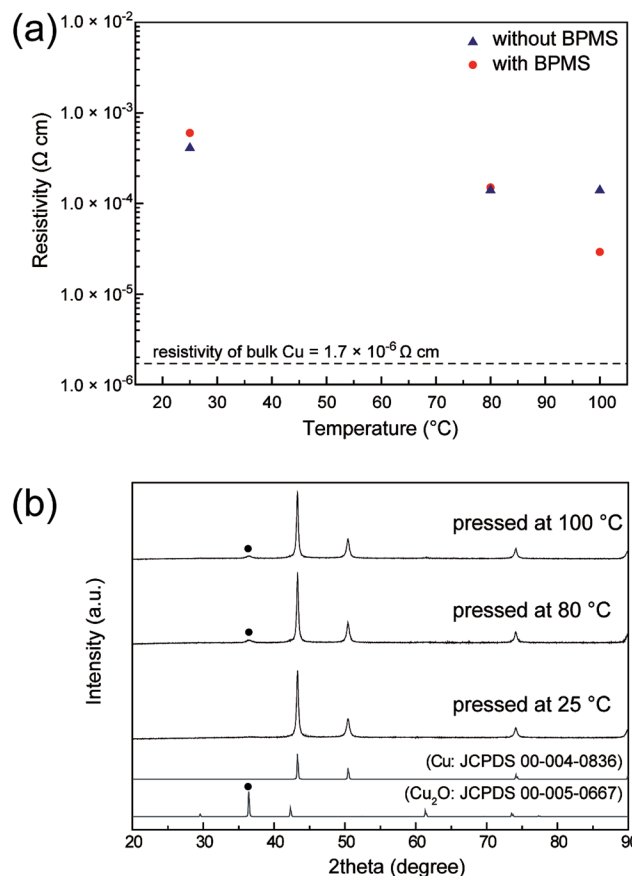 (a)
1.0 × 10⁻²
1.0 × 10⁻³
1.0 × 10⁻⁴
1.0 × 10⁻⁵
1.0 × 10⁻⁶
Resistivity (Ω cm)
without BPMS
with BPMS
resistivity of bulk Cu = 1.7 × 10⁻⁶ Ω cm
20 30 40 50 60 70 80 90 100
Temperature (°C)
(b)
Intensity (a.u.)
pressed at 100 °C
pressed at 80 °C
pressed at 25 °C
(Cu: JCPDS 00-004-0836)
(Cu₂O: JCPDS 00-005-0667)
20 30 40 50 60 70 80 90
2theta (degree)